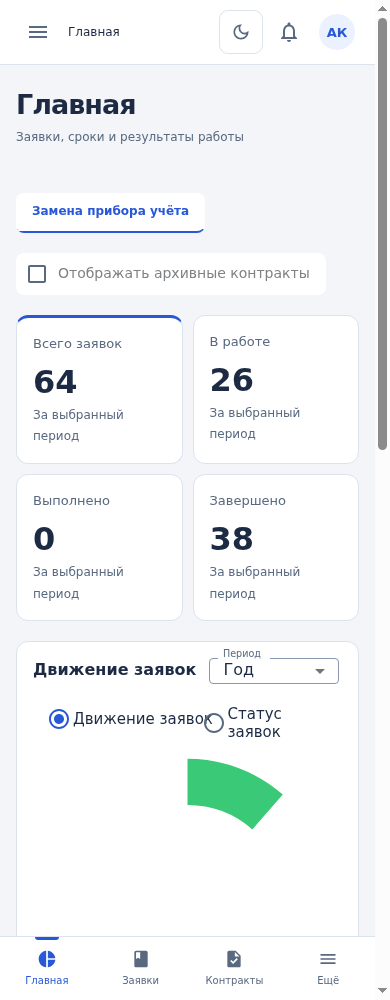 Главная
АК
Главная
Заявки, сроки и результаты работы
Замена прибора учёта
Отображать архивные контракты
Всего заявок
64
За выбранный
период
В работе
26
За выбранный
период
Выполнено
0
За выбранный
период
Завершено
38
За выбранный
период
Движение заявок
Период
Год
Движение заявок
Статус
заявок
Главная
Заявки
Контракты
Ещё